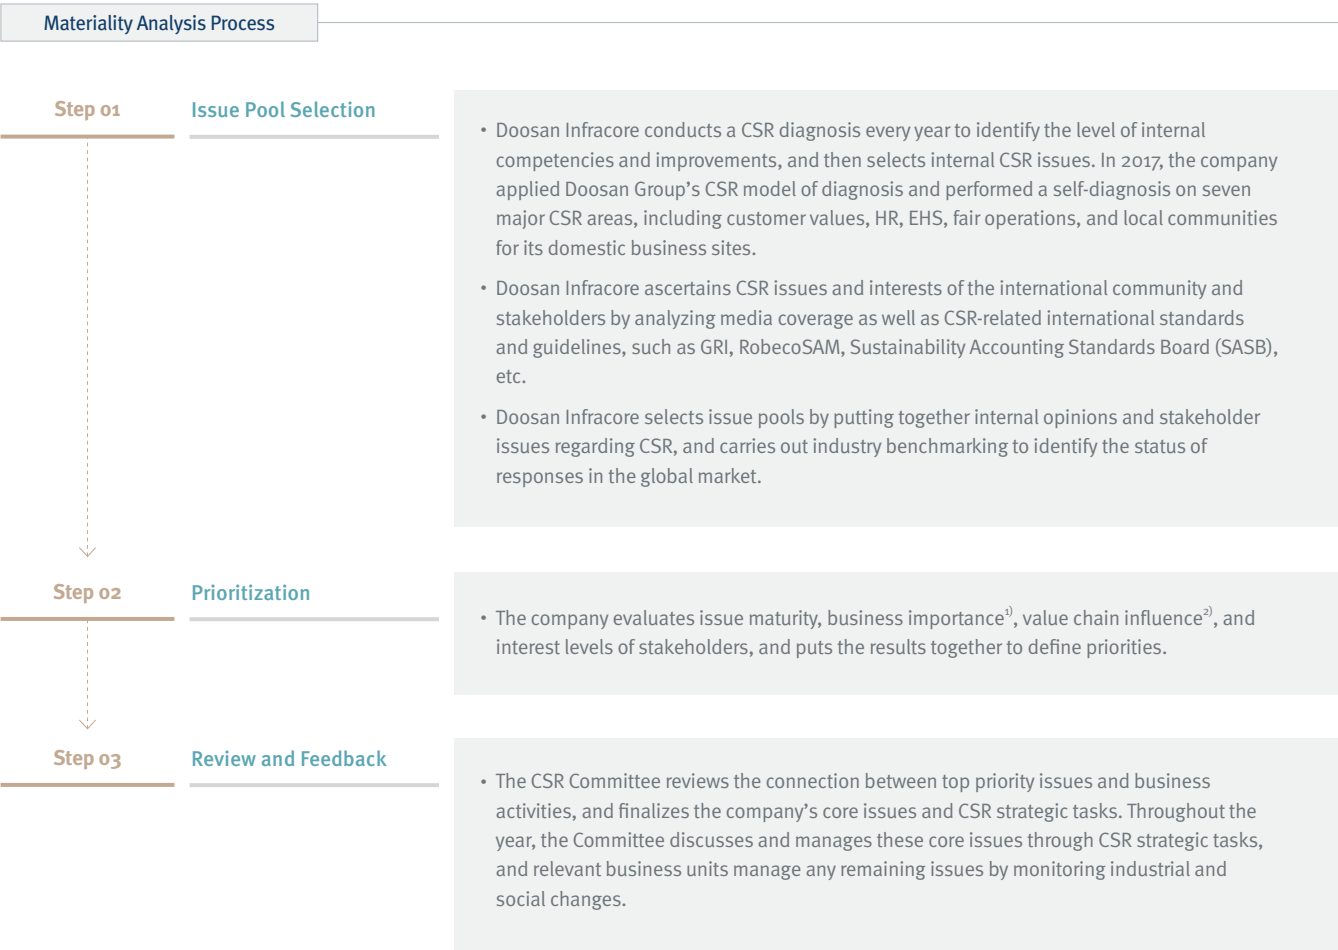 Materiality Analysis Process
Step 01
Issue Pool Selection
• Doosan Infracore conducts a CSR diagnosis every year to identify the level of internal
competencies and improvements, and then selects internal CSR issues. In 2017, the company
applied Doosan Group's CSR model of diagnosis and performed a self-diagnosis on seven
major CSR areas, including customer values, HR, EHS, fair operations, and local communities
for its domestic business sites.
• Doosan Infracore ascertains CSR issues and interests of the international community and
stakeholders by analyzing media coverage as well as CSR-related international standards
and guidelines, such as GRI, RobecoSAM, Sustainability Accounting Standards Board (SASB),
etc.
• Doosan Infracore selects issue pools by putting together internal opinions and stakeholder
issues regarding CSR, and carries out industry benchmarking to identify the status of
responses in the global market.
Step 02
Prioritization
• The company evaluates issue maturity, business importance1), value chain influence2), and
interest levels of stakeholders, and puts the results together to define priorities.
Step 03
Review and Feedback
• The CSR Committee reviews the connection between top priority issues and business
activities, and finalizes the company's core issues and CSR strategic tasks. Throughout the
year, the Committee discusses and manages these core issues through CSR strategic tasks,
and relevant business units manage any remaining issues by monitoring industrial and
social changes.